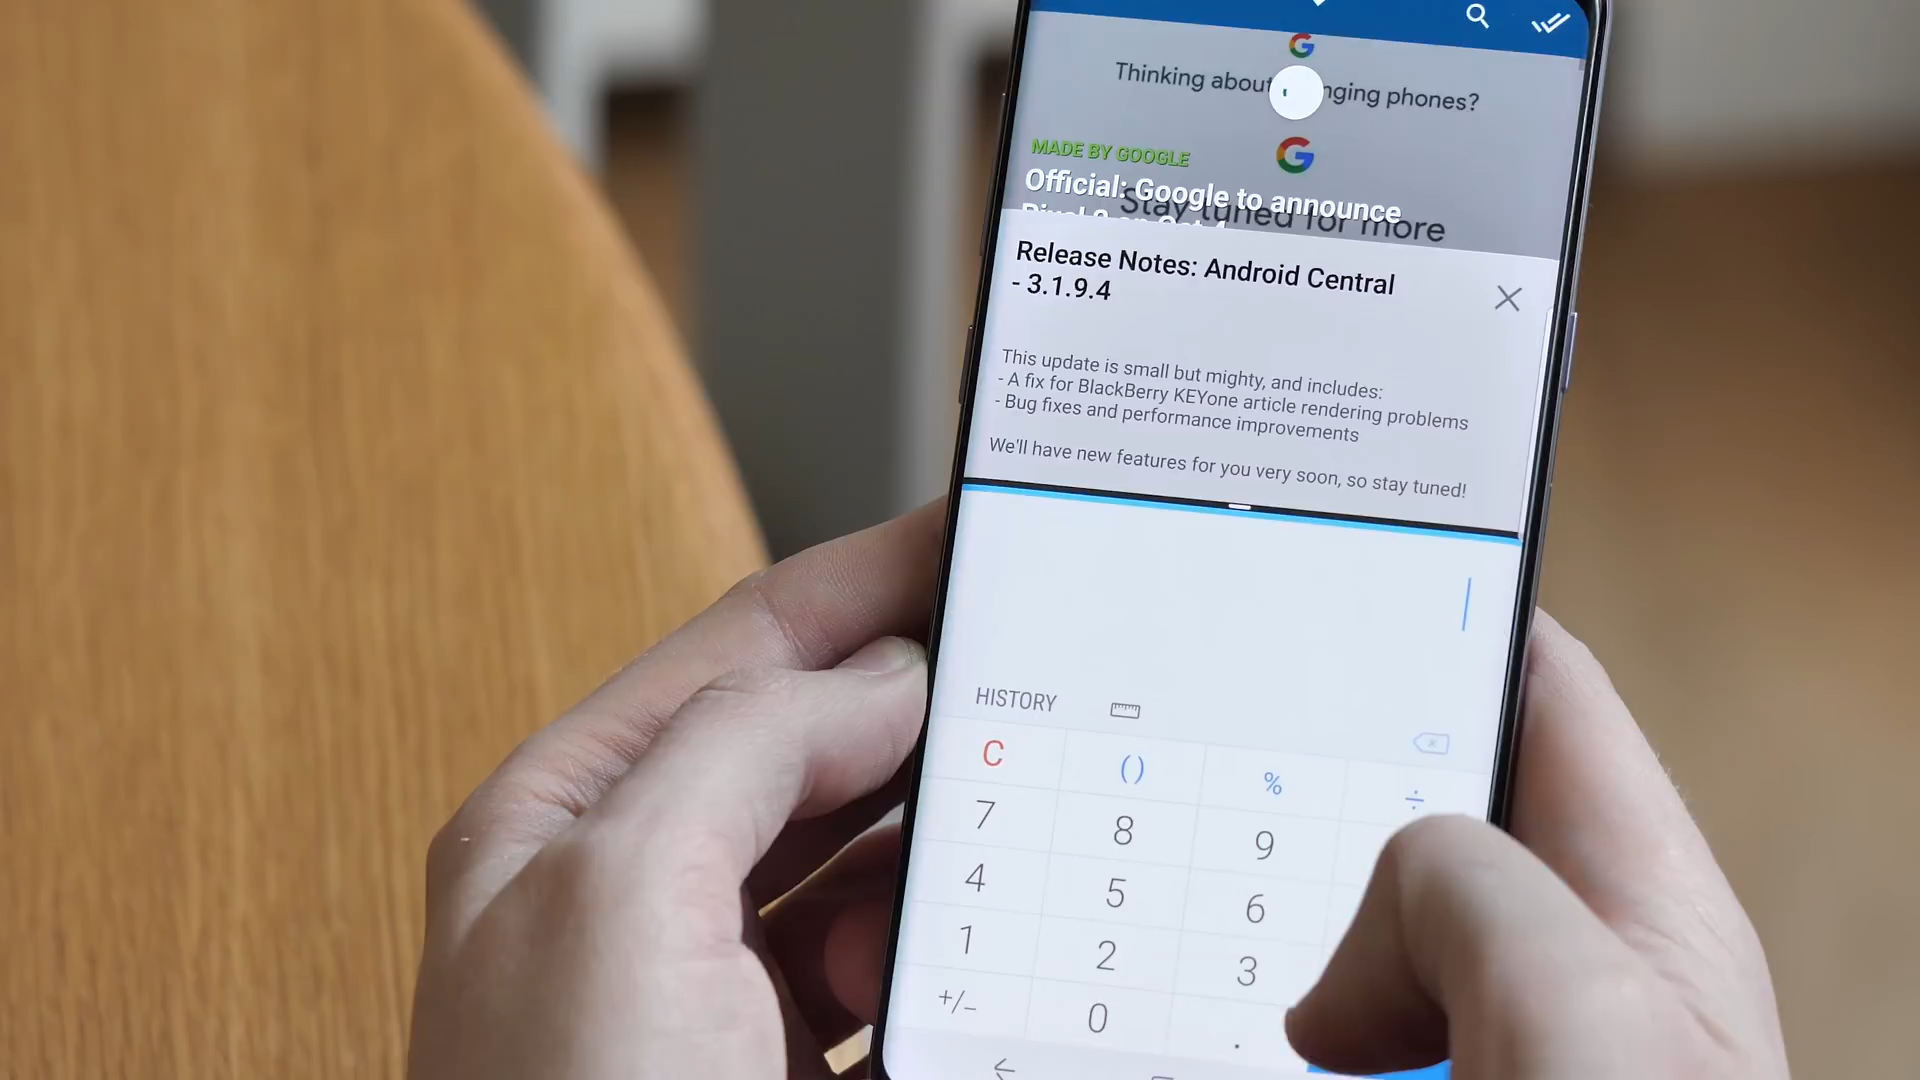 Thinking about nging phones?
MADE BY GOOGLE
Official: Google to announce
Stay tuned for more
Release Notes: Android Central
- 3.1.9.4
This update is small but mighty, and includes:
- A fix for BlackBerry KEYone article rendering problems
- Bug fixes and performance improvements
We'll have new features for you very soon, so stay tuned!
HISTORY
C () % ÷
7 8 9
4 5 6
1 2 3
+/- 0 .